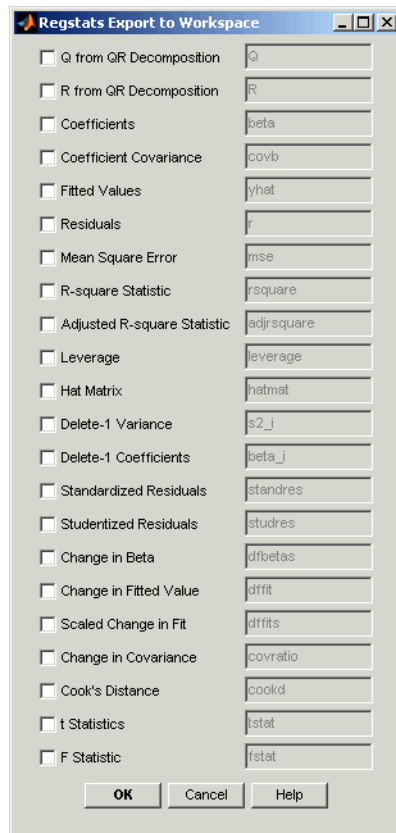 Regstats Export to Workspace
Q from QR Decomposition Q
R from QR Decomposition R
Coefficients beta
Coefficient Covariance covb
Fitted Values yhat
Residuals r
Mean Square Error mse
R-square Statistic rsquare
Adjusted R-square Statistic adjrsquare
Leverage leverage
Hat Matrix hatmat
Delete-1 Variance s2_i
Delete-1 Coefficients beta_i
Standardized Residuals standres
Studentized Residuals studres
Change in Beta dfbetas
Change in Fitted Value dffit
Scaled Change in Fit dffits
Change in Covariance covratio
Cook's Distance cookd
t Statistics tstat
F Statistic fstat
OK Cancel Help